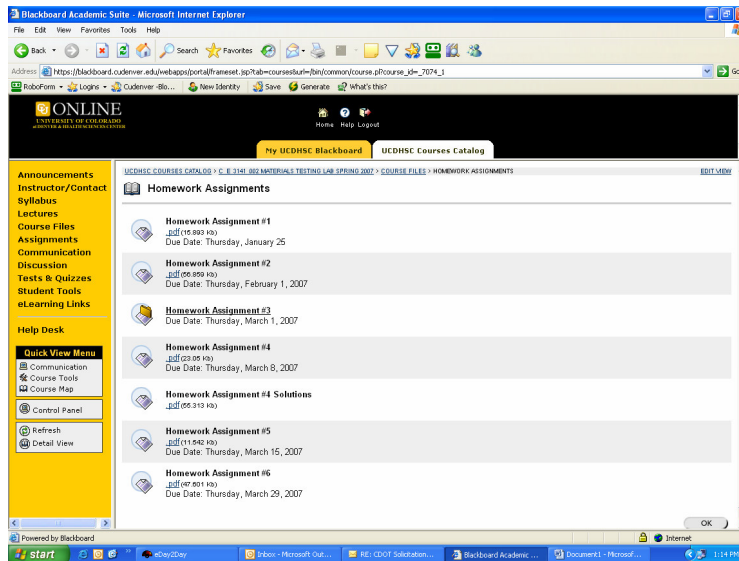 Blackboard Academic Suite - Microsoft Internet Explorer
File Edit View Favorites Tools Help
Back Search Favorites
Address https://blackboard.cudenver.edu/webapps/portal/frameset.jsp?tab=courses&url=/bin/common/course.pl?course_id=_7074_1 Go
RoboForm Logins Cudenver -Blo... New Identity Save Generate What's this?
CU ONLINE
UNIVERSITY OF COLORADO
AT DENVER & HEALTH SCIENCES CENTER
Home Help Logout
My UCDHSC Blackboard UCDHSC Courses Catalog
Announcements
Instructor/Contact
Syllabus
Lectures
Course Files
Assignments
Communication
Discussion
Tests & Quizzes
Student Tools
eLearning Links
Help Desk
Quick View Menu
Communication
Course Tools
Course Map
Control Panel
Refresh
Detail View
UCDHSC COURSES CATALOG > C E 3141 002 MATERIALS TESTING LAB SPRING 2007 > COURSE FILES > HOMEWORK ASSIGNMENTS EDIT VIEW
Homework Assignments
Homework Assignment #1
.pdf (15.893 Kb)
Due Date: Thursday, January 25
Homework Assignment #2
.pdf (56.859 Kb)
Due Date: Thursday, February 1, 2007
Homework Assignment #3
Due Date: Thursday, March 1, 2007
Homework Assignment #4
.pdf (23.05 Kb)
Due Date: Thursday, March 8, 2007
Homework Assignment #4 Solutions
.pdf (55.313 Kb)
Homework Assignment #5
.pdf (11.542 Kb)
Due Date: Thursday, March 15, 2007
Homework Assignment #6
.pdf (47.601 Kb)
Due Date: Thursday, March 29, 2007
OK
Powered by Blackboard Internet
start eDay2Day Inbox - Microsoft Out... RE: CDOT Solicitation... Blackboard Academic ... Document1 - Microsof... 1:14 PM